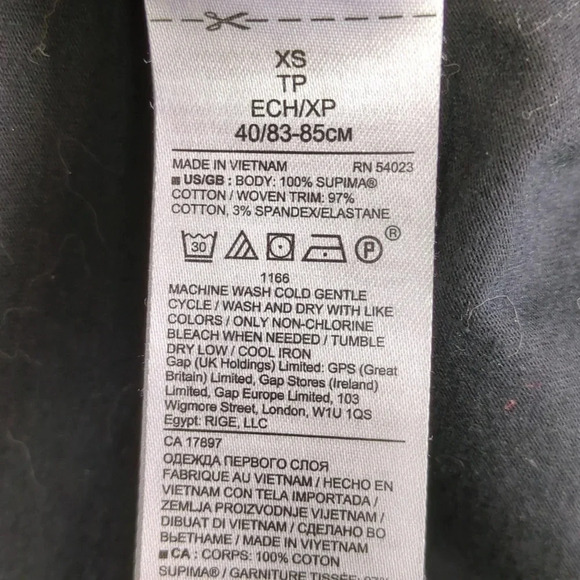 XS
TP
ECH/XP
40/83-85CM
MADE IN VIETNAM RN 54023
■ US/GB : BODY: 100% SUPIMA®
COTTON / WOVEN TRIM: 97%
COTTON, 3% SPANDEX/ELASTANE
30 P ®
1166
MACHINE WASH COLD GENTLE
CYCLE / WASH AND DRY WITH LIKE
COLORS / ONLY NON-CHLORINE
BLEACH WHEN NEEDED / TUMBLE
DRY LOW / COOL IRON
Gap (UK Holdings) Limited: GPS (Great
Britain) Limited, Gap Stores (Ireland)
Limited, Gap Europe Limited, 103
Wigmore Street, London, W1U 1QS
Egypt: RIGE, LLC
CA 17897
ОДЕЖДА ПЕРВОГО СЛОЯ
FABRIQUE AU VIETNAM / HECHO EN
VIETNAM CON TELA IMPORTADA /
ZEMLJA PROIZVODNJE VIJETNAM /
DIBUAT DI VIETNAM / СДЕЛАНО ВО
ВЬЕТНАМЕ / MADE IN VIYETNAM
■ CA : CORPS: 100% COTON
SUPIMA® / GARNITURE TISSÉE: 97%